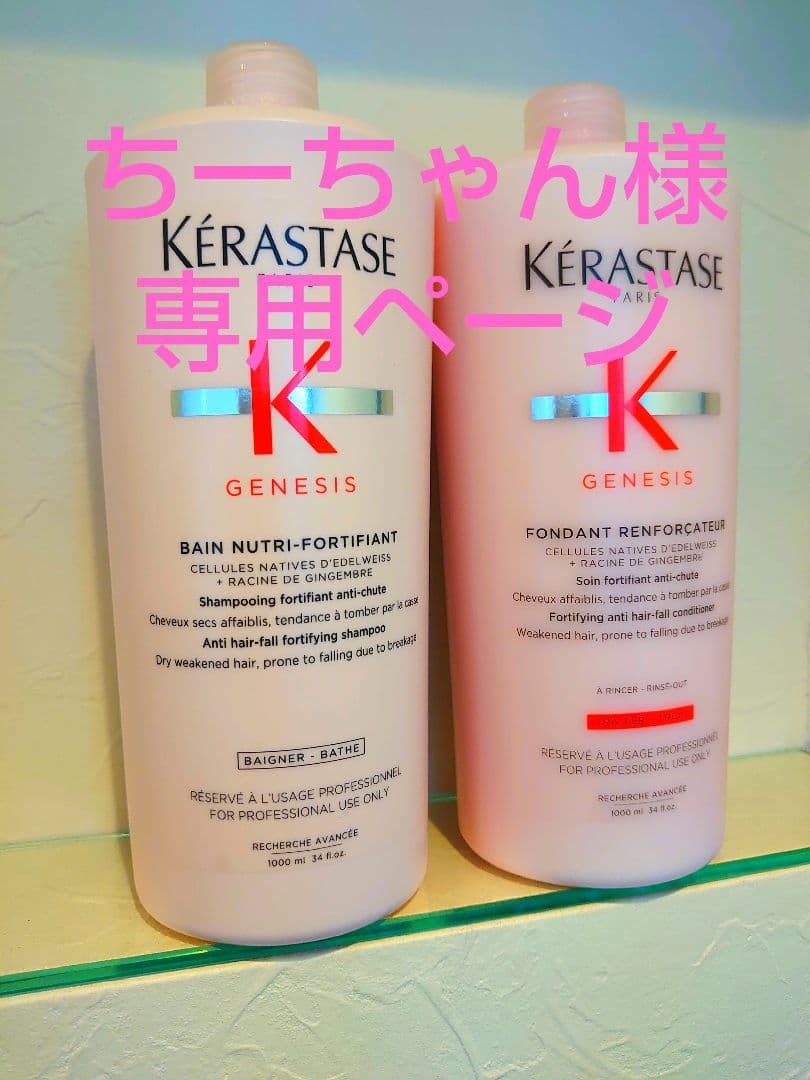 ちーちゃん様
専用ページ
KÉRASTASE
PARIS
K
GENESIS
BAIN NUTRI-FORTIFIANT
CELLULES NATIVES D'EDELWEISS
+ RACINE DE GINGEMBRE
Shampooing fortifiant anti-chute
Cheveux secs affaiblis, tendance à tomber par la casse
Anti hair-fall fortifying shampoo
Dry weakened hair, prone to falling due to breakage
BAIGNER - BATHE
RÉSERVÉ À L'USAGE PROFESSIONNEL
FOR PROFESSIONAL USE ONLY
RECHERCHE AVANCÉE
1000 ml 34 fl.oz.
KÉRASTASE
PARIS
K
GENESIS
FONDANT RENFORÇATEUR
CELLULES NATIVES D'EDELWEISS
+ RACINE DE GINGEMBRE
Soin fortifiant anti-chute
Cheveux affaiblis, tendance à tomber par la casse
Fortifying anti hair-fall conditioner
Weakened hair, prone to falling due to breakage
À RINCER - RINSE-OUT
RÉSERVÉ À L'USAGE PROFESSIONNEL
FOR PROFESSIONAL USE ONLY
RECHERCHE AVANCÉE
1000 ml 34 fl.oz.